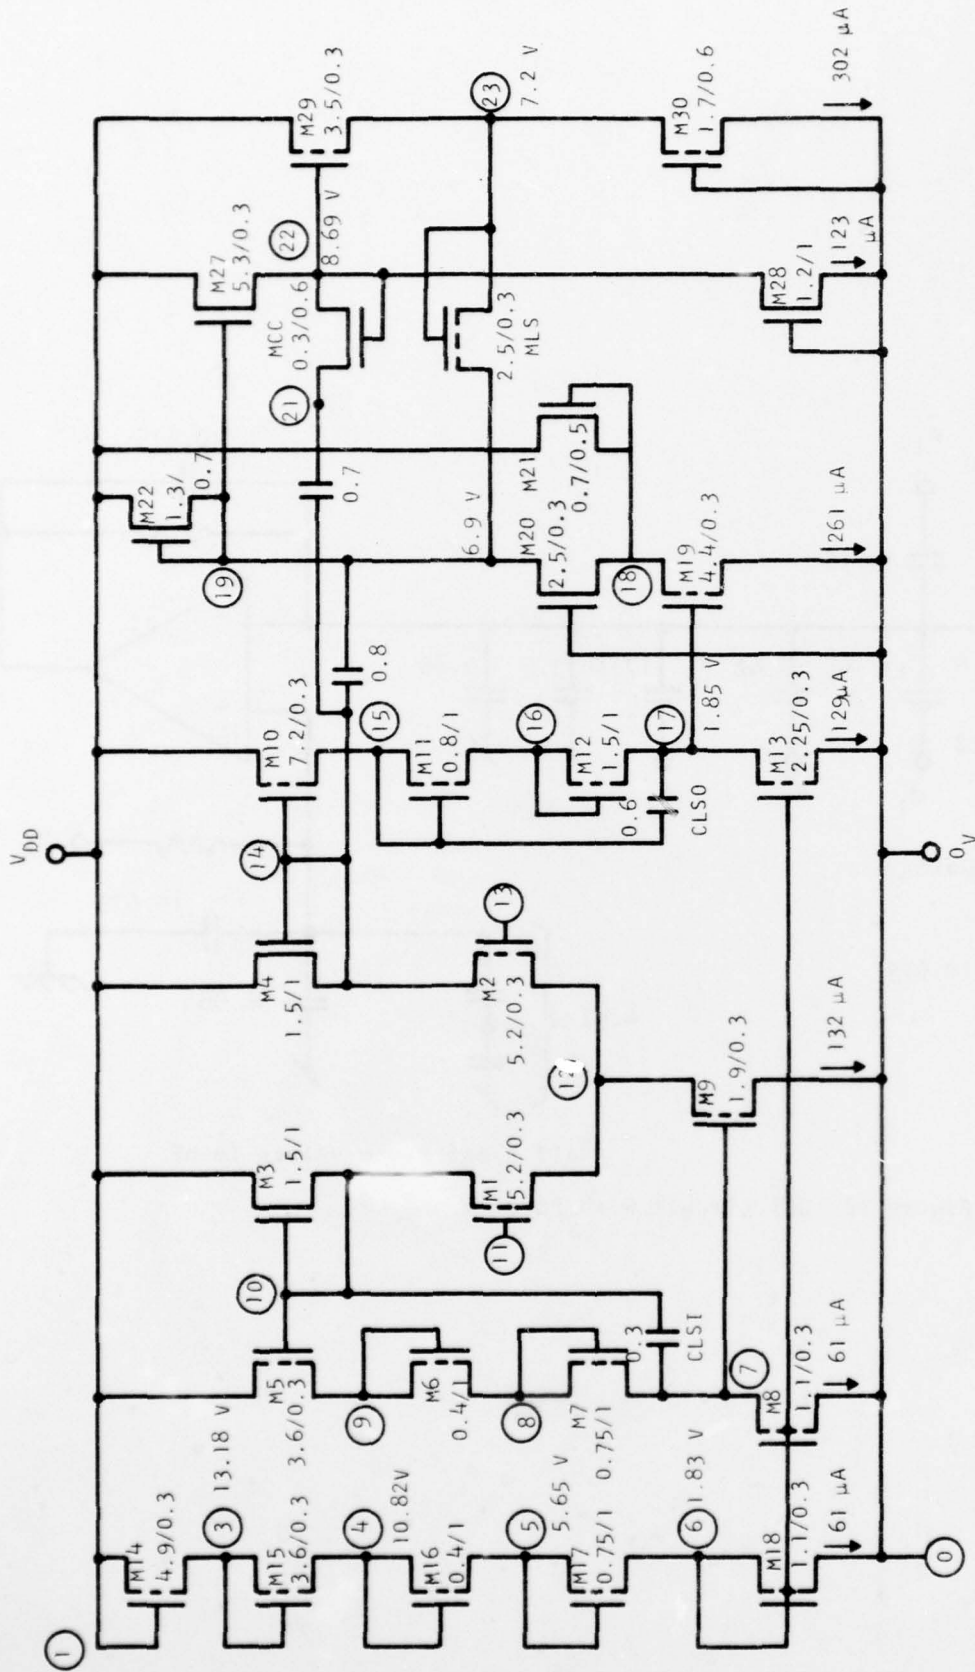 1
M14
4.9/0.3
3
13.18 V
M15
3.6/0.3
4
10.82V
M16
0.4/1
5
5.65 V
M17
0.75/1
6
1.83 V
M18
1.1/0.3
61 μA
0
M5
3.6/0.3
9
M6
0.4/1
8
M7
0.75/1
0.3
CLSI
7
M8
1.1/0.3
61 μA
10
M3
1.5/1
M1
5.2/0.3
11
12
M9
1.9/0.3
132 μA
M4
1.5/1
M2
5.2/0.3
13
VDD
14
M10
7.2/0.3
15
M11
0.8/1
16
M12
1.5/1
17
0.6
CLSO
1.85 V
M13
2.25/0.3
129μA
0V
0.8
19
M22
1.3/
0.7
6.9 V
M20
2.5/0.3
18
M19
4.4/0.3
261 μA
M21
0.7/0.5
0.7
21
MCC
0.3/0.6
2.5/0.3
MLS
M27
5.3/0.3
22
8.69 V
M28
1.2/1
123
μA
M29
3.5/0.3
23
7.2 V
M30
1.7/0.6
302 μA